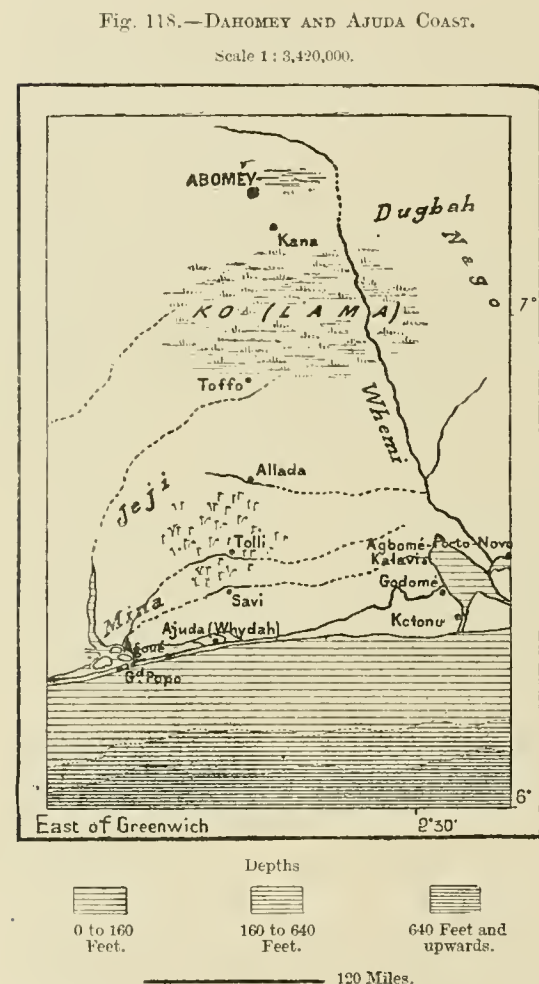 Fig. 118.—Dahomey and Ajuda Coast.
Scale 1 : 3,420,000.
ABOMEY
Dugbah
Nago
Kana
KO (LAMA)
7°
Toffo
Whemi
Allada
Jeji
Tolli
Agbomé-
Porto-Novo
Kalavis
Godomé
Savi
Mina
Ajuda (Whydah)
Kotonu
Agoué
Gd. Popo
6°
East of Greenwich
2°30'
Depths
0 to 160
Feet.
160 to 640
Feet.
640 Feet and
upwards.
120 Miles.